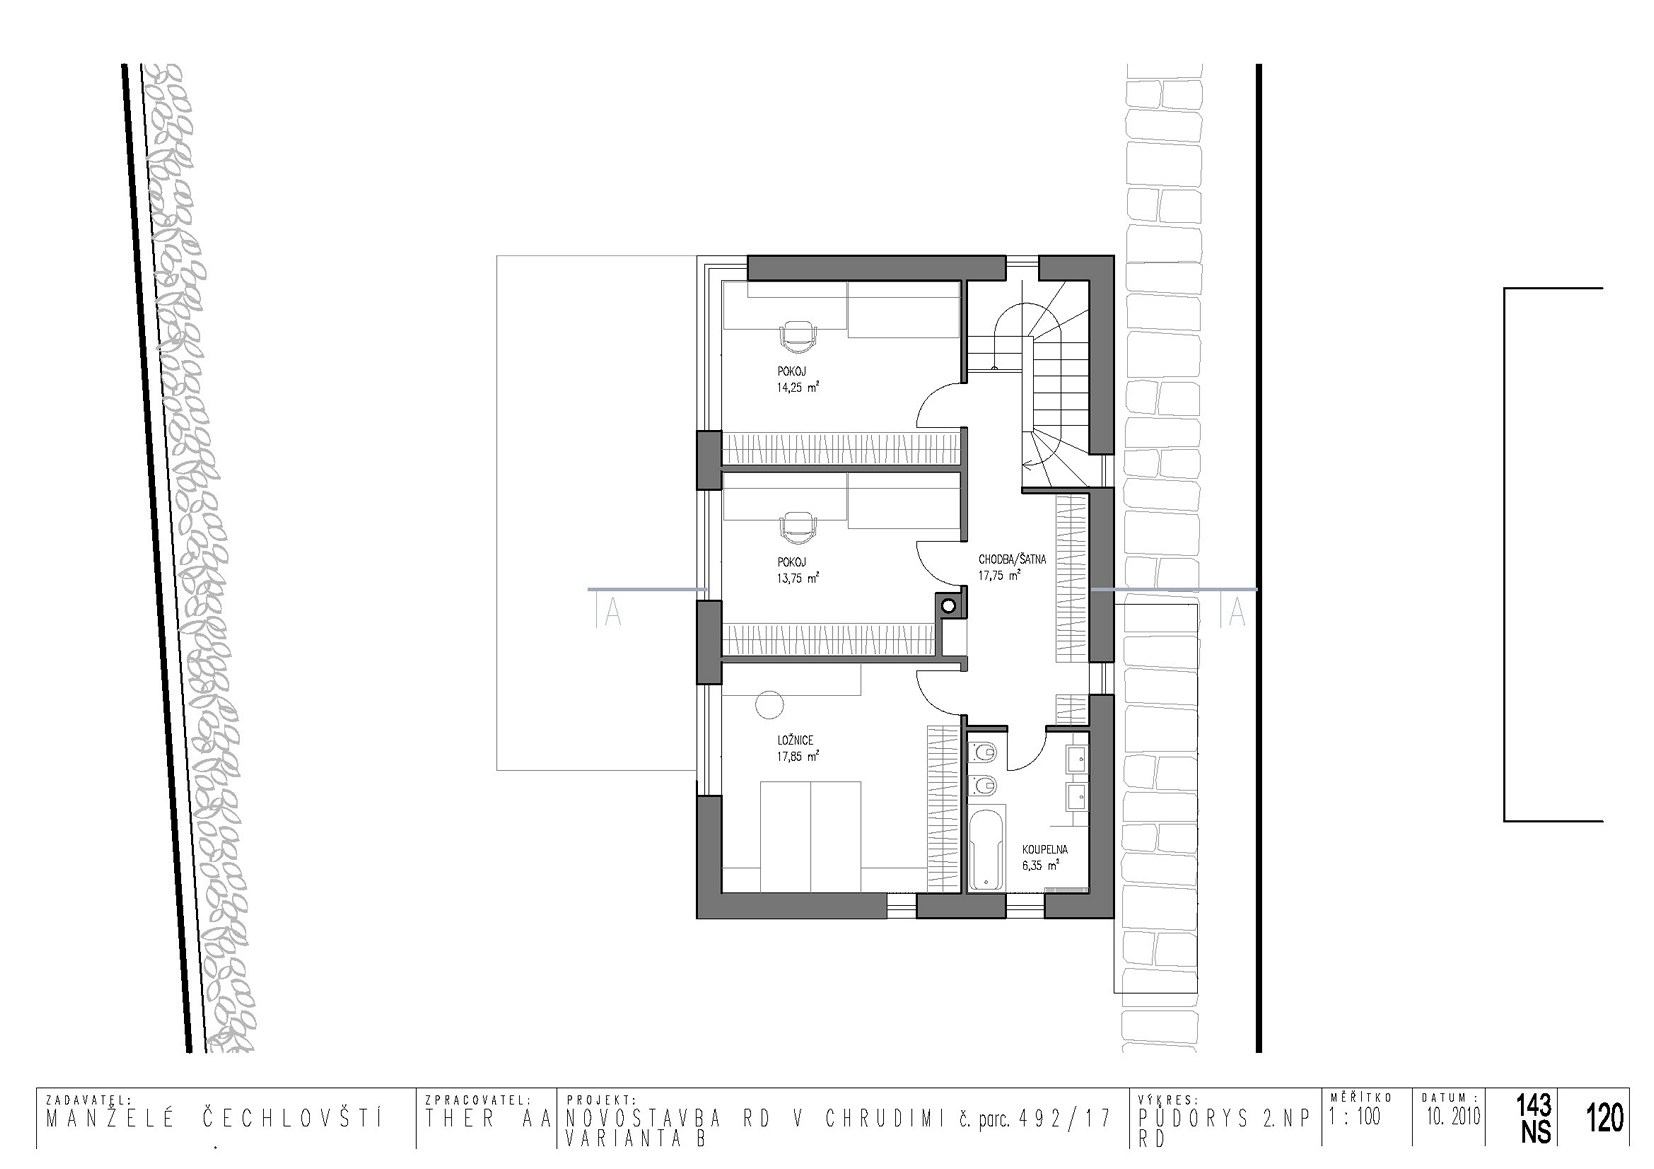 POKOJ
14,25 m²
POKOJ
13,75 m²
CHODBA/ŠATNA
17,75 m²
A
A
LOŽNICE
17,85 m²
KOUPELNA
6,35 m²
ZADAVATEL:
MANŽELÉ ČECHLOVŠTÍ
ZPRACOVATEL:
THER AA
PROJEKT:
NOVOSTAVBA RD V CHRUDIMI č. parc. 492/17
VARIANTA B
VÝKRES:
PŮDORYS 2.NP
RD
MĚŘÍTKO
1 : 100
DATUM :
10. 2010
143
NS
120